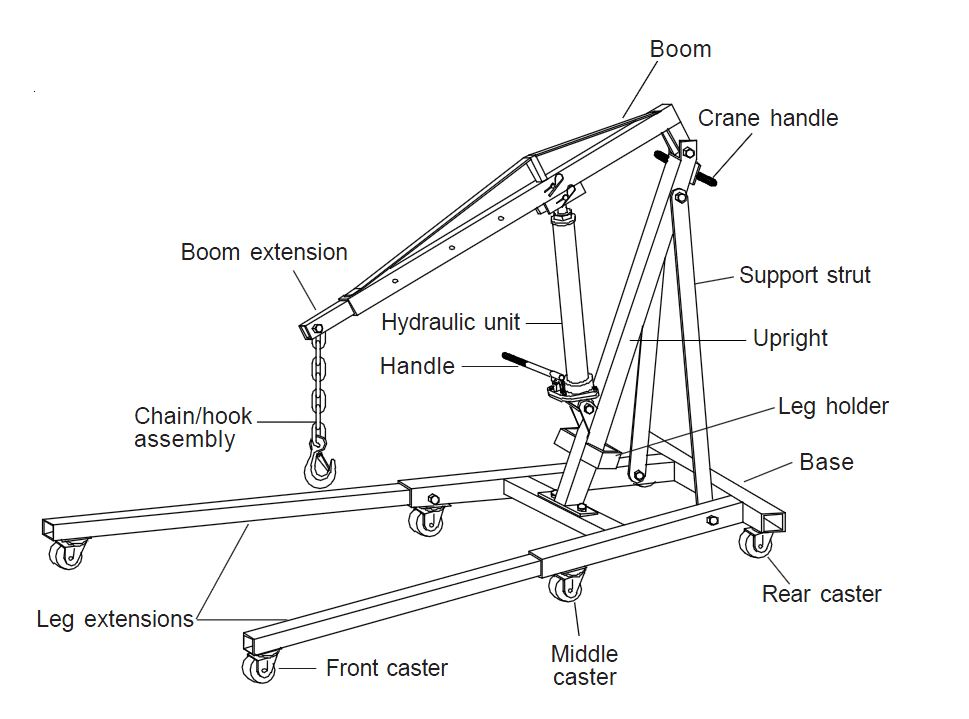 Boom
Crane handle
Boom extension
Support strut
Hydraulic unit
Upright
Handle
Leg holder
Chain/hook
assembly
Base
Rear caster
Leg extensions
Middle
caster
Front caster